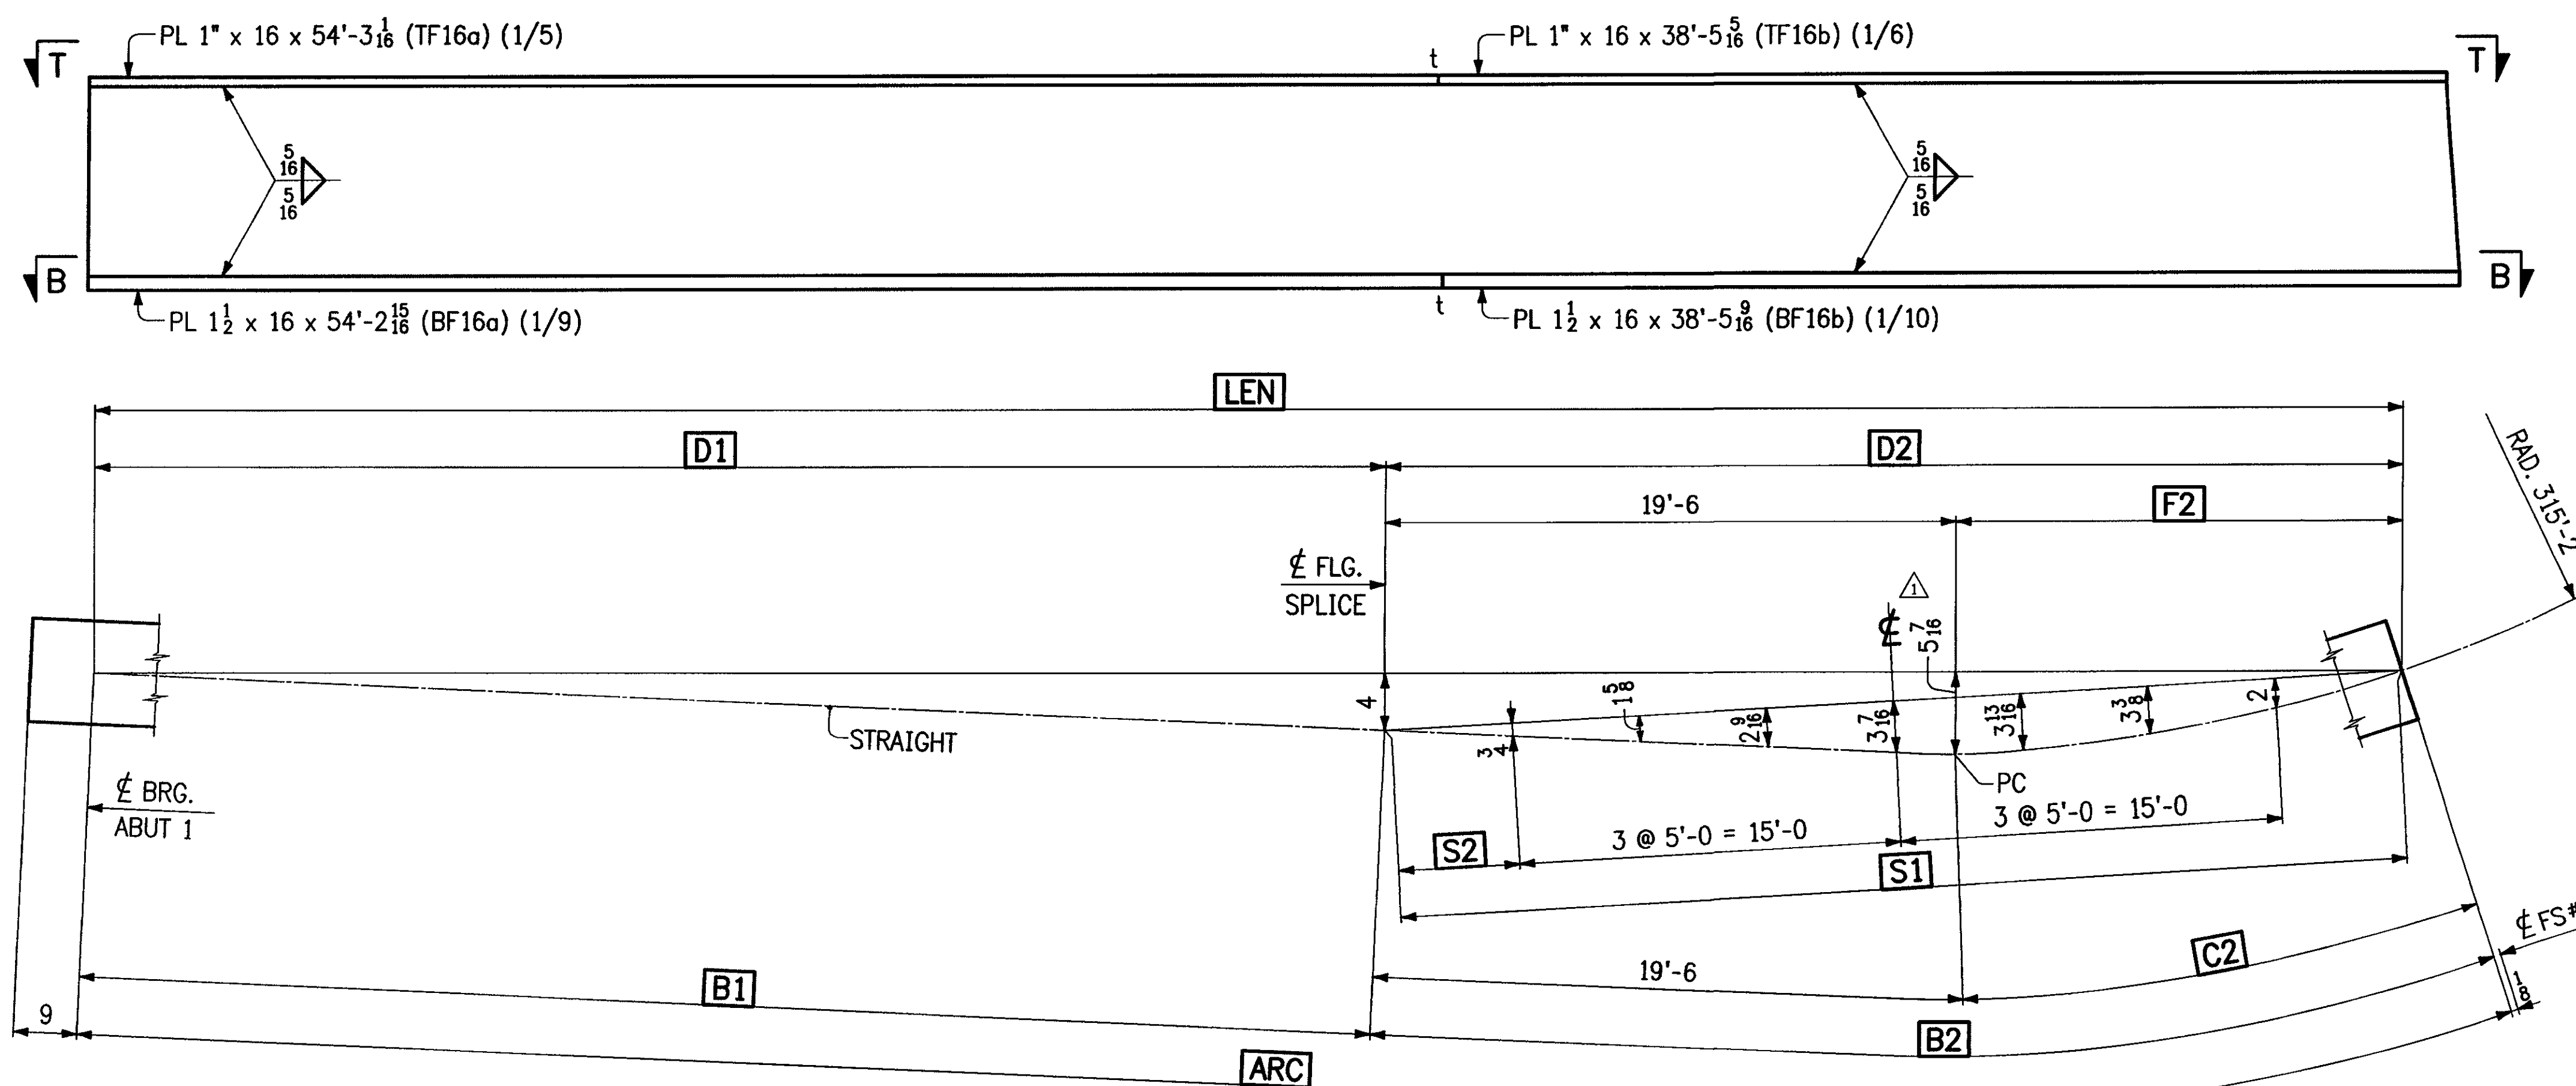 PL 1" x 16 x 54'-3 1/16 (TF16a) (1/5)
PL 1" x 16 x 38'-5 5/16 (TF16b) (1/6)
T
t
T
5/16
5/16
5/16
5/16
B
t
B
PL 1 1/2 x 16 x 54'-2 15/16 (BF16a) (1/9)
PL 1 1/2 x 16 x 38'-5 9/16 (BF16b) (1/10)
LEN
D1
D2
19'-6
F2
RAD. 315'-2
℄ FLG.
SPLICE
1
℄
5 7/16
4
3/4
1 5/8
2 9/16
3 7/16
3 13/16
3 3/8
2
STRAIGHT
PC
℄ BRG.
ABUT 1
3 @ 5'-0 = 15'-0
3 @ 5'-0 = 15'-0
S2
S1
℄ FS#
C2
19'-6
B1
1/8
9
B2
ARC